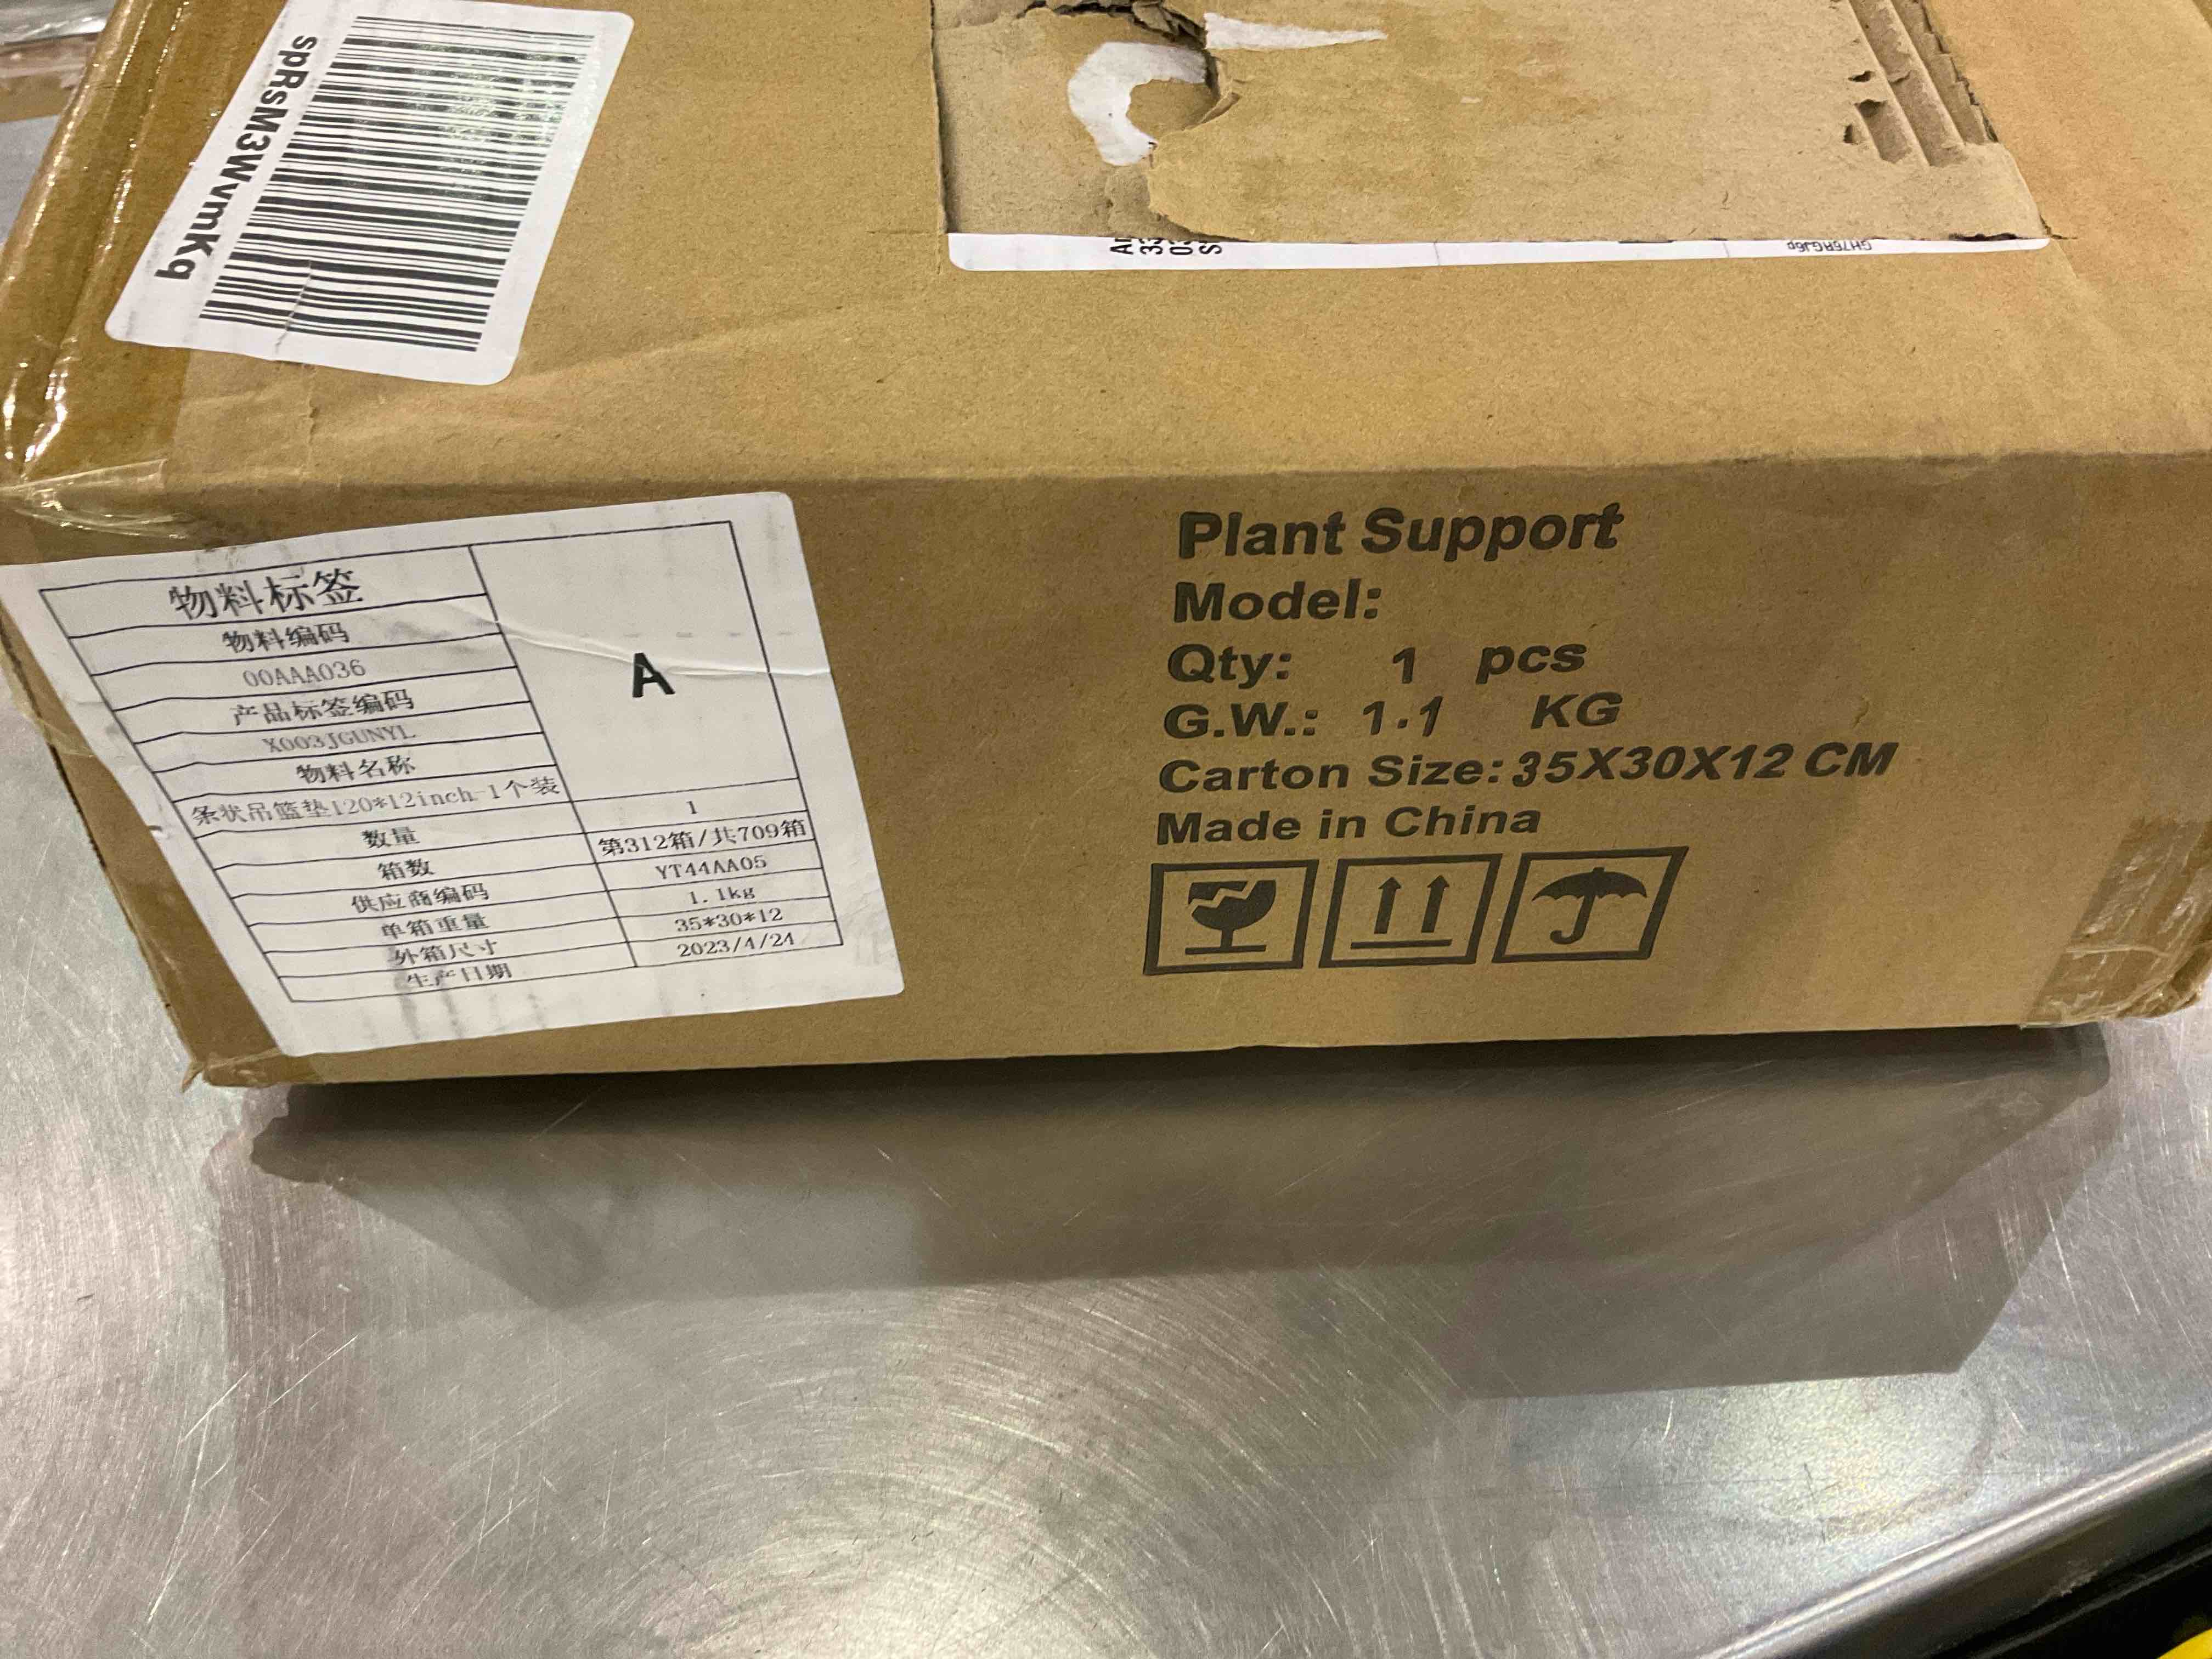 spRsM3WvmKq
GH75RGJ6p
物料标签
物料编码
00AAA036
产品标签编码
X003JGUNYL
物料名称
条状吊篮垫120*12inch-1个装
A
数量 1
箱数 第312箱/共709箱
供应商编码 YT44AA05
单箱重量 1.1kg
外箱尺寸 35*30*12
生产日期 2023/4/24
Plant Support
Model:
Qty: 1 pcs
G.W.: 1.1 KG
Carton Size: 35X30X12 CM
Made in China